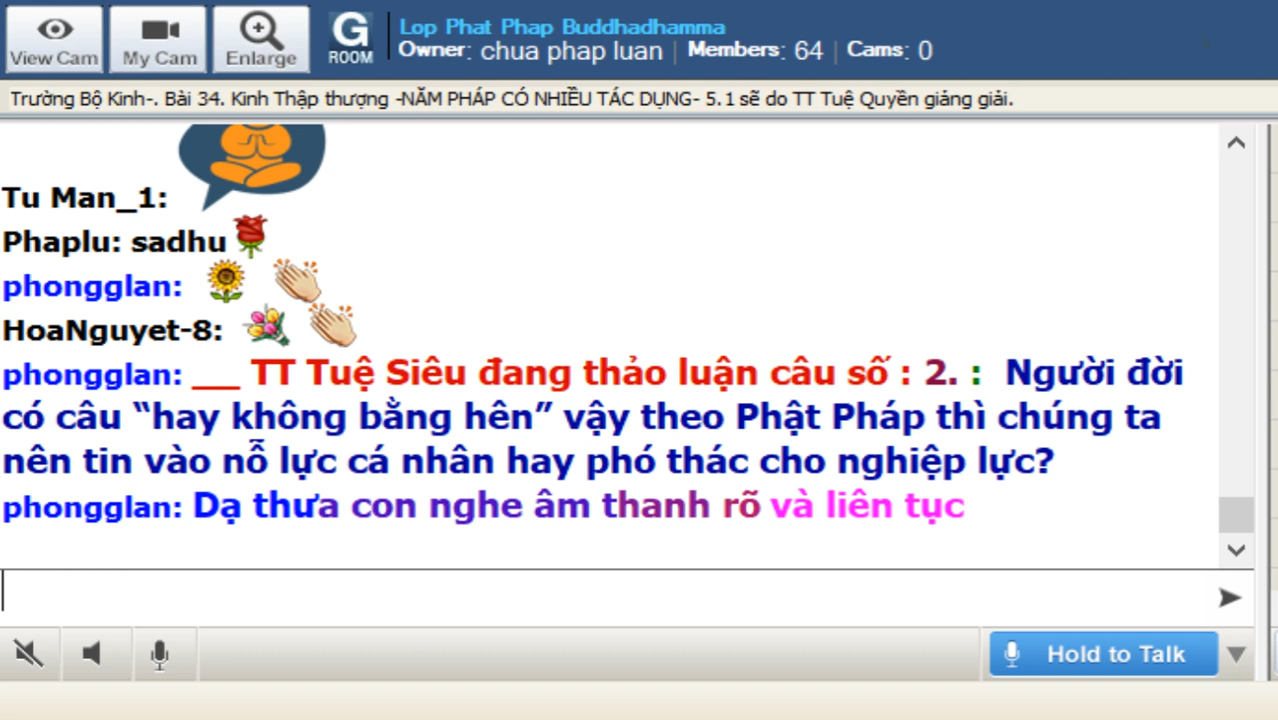 View Cam
My Cam
Enlarge
G
ROOM
Lop Phat Phap Buddhadhamma
Owner: chua phap luan | Members: 64 | Cams: 0
Trường Bộ Kinh-. Bài 34. Kinh Thập thượng -NĂM PHÁP CÓ NHIỀU TÁC DỤNG- 5.1 sẽ do TT Tuệ Quyền giảng giải.
Tu Man_1:
Phaplu: sadhu
phongglan:
HoaNguyet-8:
phongglan: __ TT Tuệ Siêu đang thảo luận câu số : 2. : Người đời
có câu “hay không bằng hên” vậy theo Phật Pháp thì chúng ta
nên tin vào nỗ lực cá nhân hay phó thác cho nghiệp lực?
phongglan: Dạ thưa con nghe âm thanh rõ và liên tục
Hold to Talk